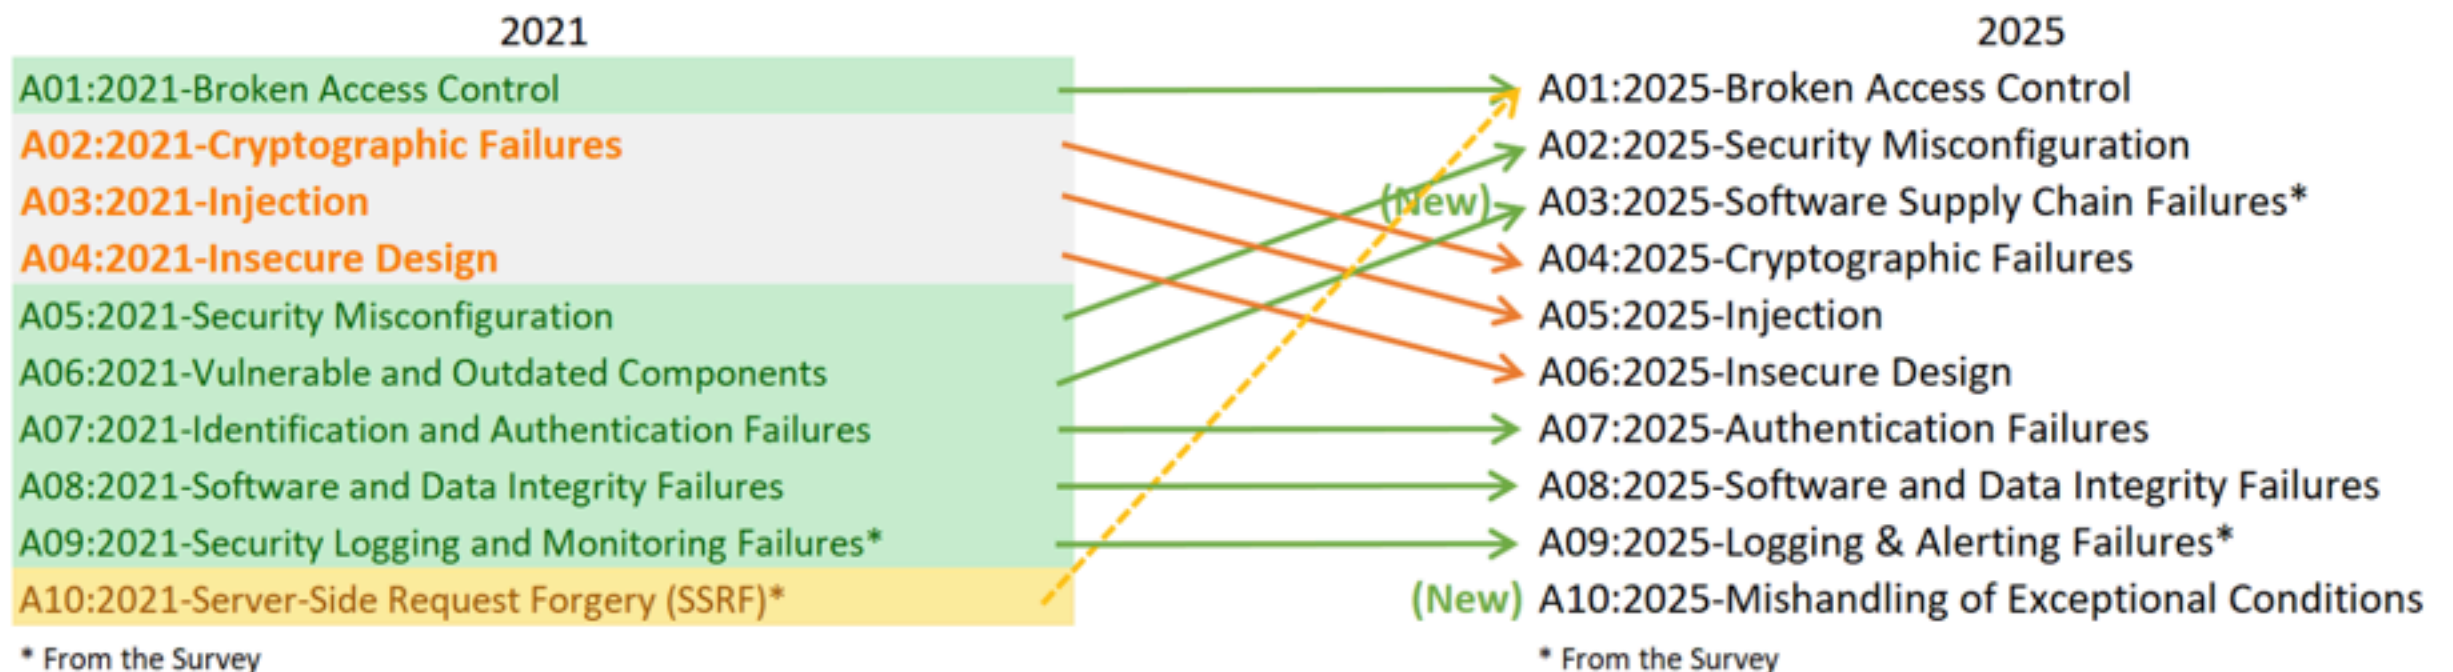 2021
A01:2021-Broken Access Control
A02:2021-Cryptographic Failures
A03:2021-Injection
A04:2021-Insecure Design
A05:2021-Security Misconfiguration
A06:2021-Vulnerable and Outdated Components
A07:2021-Identification and Authentication Failures
A08:2021-Software and Data Integrity Failures
A09:2021-Security Logging and Monitoring Failures*
A10:2021-Server-Side Request Forgery (SSRF)*
* From the Survey
2025
A01:2025-Broken Access Control
A02:2025-Security Misconfiguration
(New) A03:2025-Software Supply Chain Failures*
A04:2025-Cryptographic Failures
A05:2025-Injection
A06:2025-Insecure Design
A07:2025-Authentication Failures
A08:2025-Software and Data Integrity Failures
A09:2025-Logging & Alerting Failures*
(New) A10:2025-Mishandling of Exceptional Conditions
* From the Survey